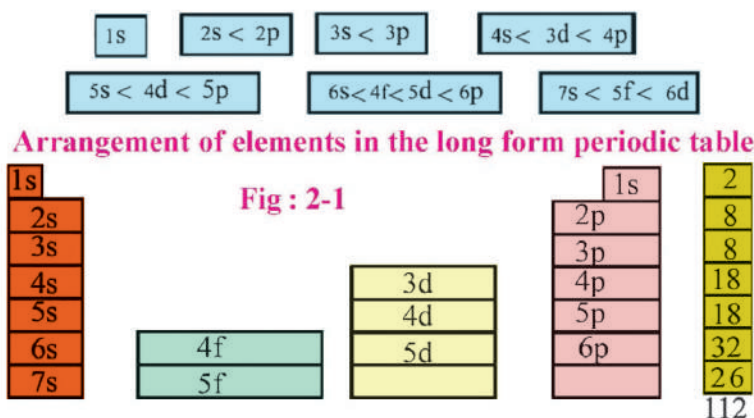 1s 2s < 2p 3s < 3p 4s < 3d < 4p
5s < 4d < 5p 6s < 4f < 5d < 6p 7s < 5f < 6d
Arrangement of elements in the long form periodic table
Fig : 2-1
1s 1s 2
2s 2p 8
3s 3p 8
4s 3d 4p 18
5s 4d 5p 18
6s 4f 5d 6p 32
7s 5f 26
112